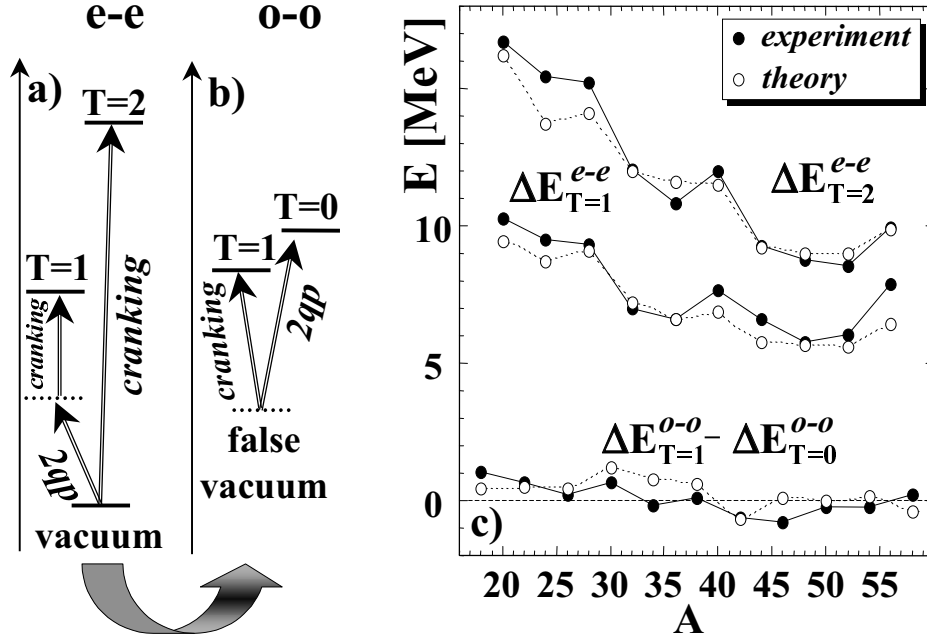 e-e
o-o
a)
T=2
T=1
cranking
cranking
2qp
vacuum
b)
T=0
T=1
cranking
2qp
false
vacuum
E [MeV]
experiment
theory
ΔE^{e-e}_{T=1}
ΔE^{e-e}_{T=2}
ΔE^{o-o}_{T=1} - ΔE^{o-o}_{T=0}
10
5
0
c)
20 25 30 35 40 45 50 55
A